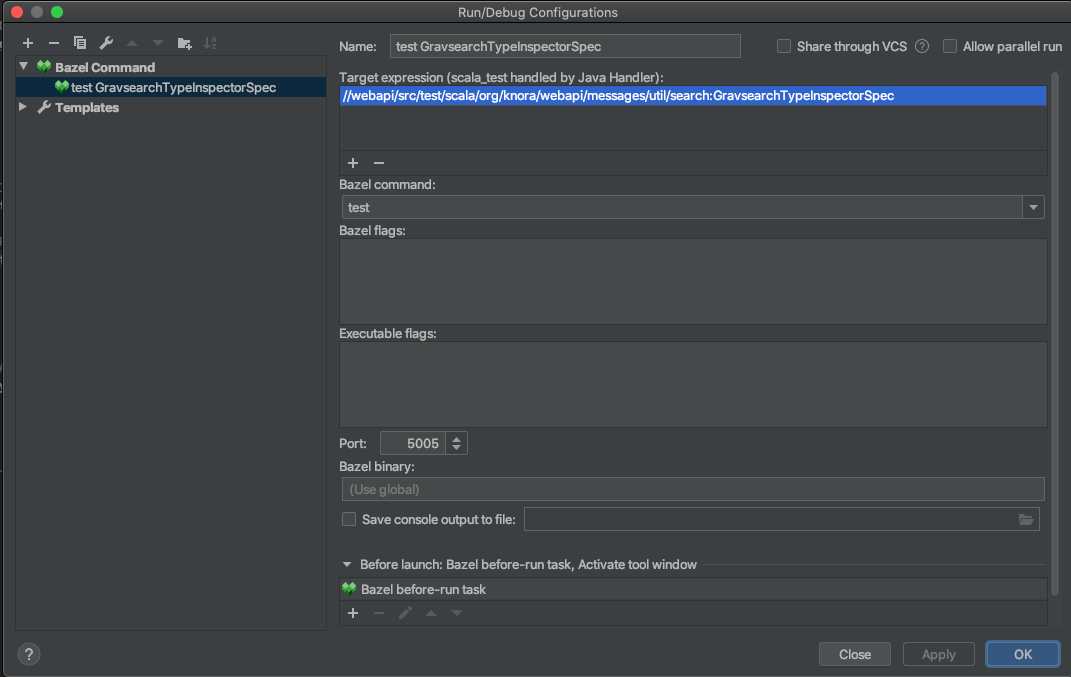 Run/Debug Configurations
Name: test GravsearchTypeInspectorSpec Share through VCS ? Allow parallel run
Bazel Command
test GravsearchTypeInspectorSpec
Templates
Target expression (scala_test handled by Java Handler):
//webapi/src/test/scala/org/knora/webapi/messages/util/search:GravsearchTypeInspectorSpec
Bazel command:
test
Bazel flags:
Executable flags:
Port: 5005
Bazel binary:
(Use global)
Save console output to file:
Before launch: Bazel before-run task, Activate tool window
Bazel before-run task
? Close Apply OK